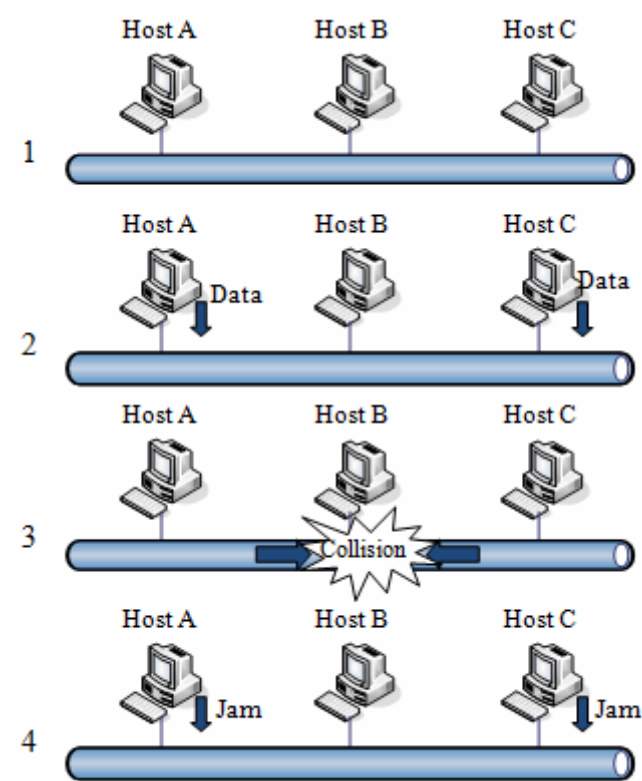 Host A Host B Host C
1
Host A Host B Host C
Data Data
2
Host A Host B Host C
3 Collision
Host A Host B Host C
Jam Jam
4